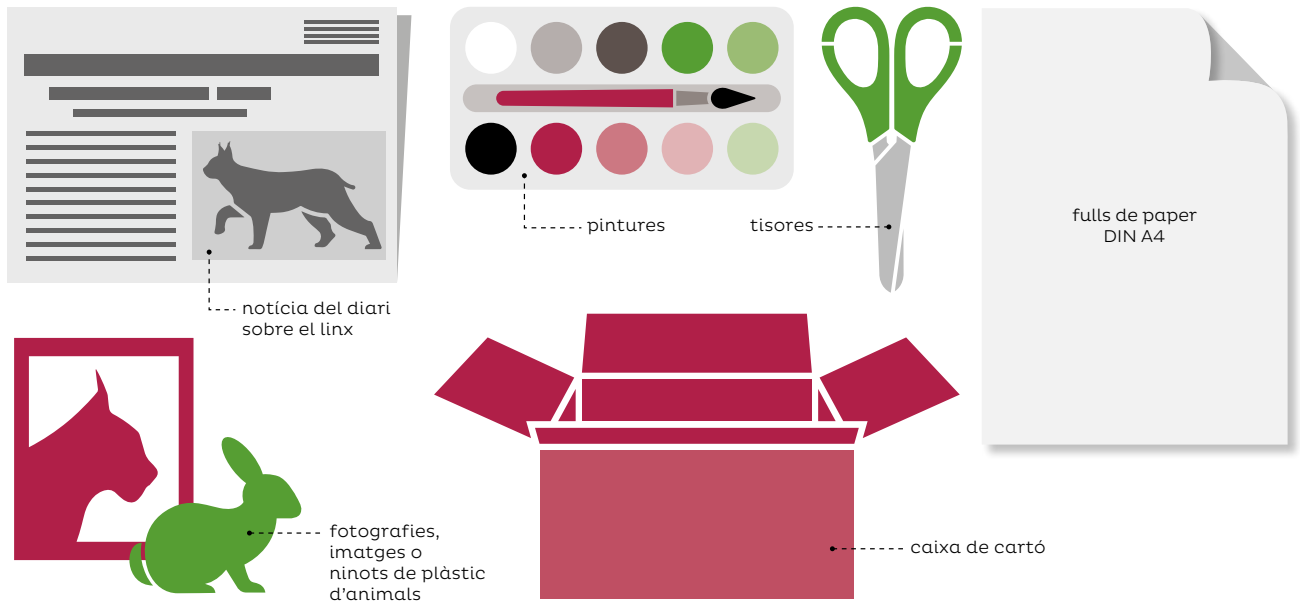 pintures
tisores
fulls de paper
DIN A4
notícia del diari
sobre el linx
fotografies,
imatges o
ninots de plàstic
d’animals
caixa de cartó